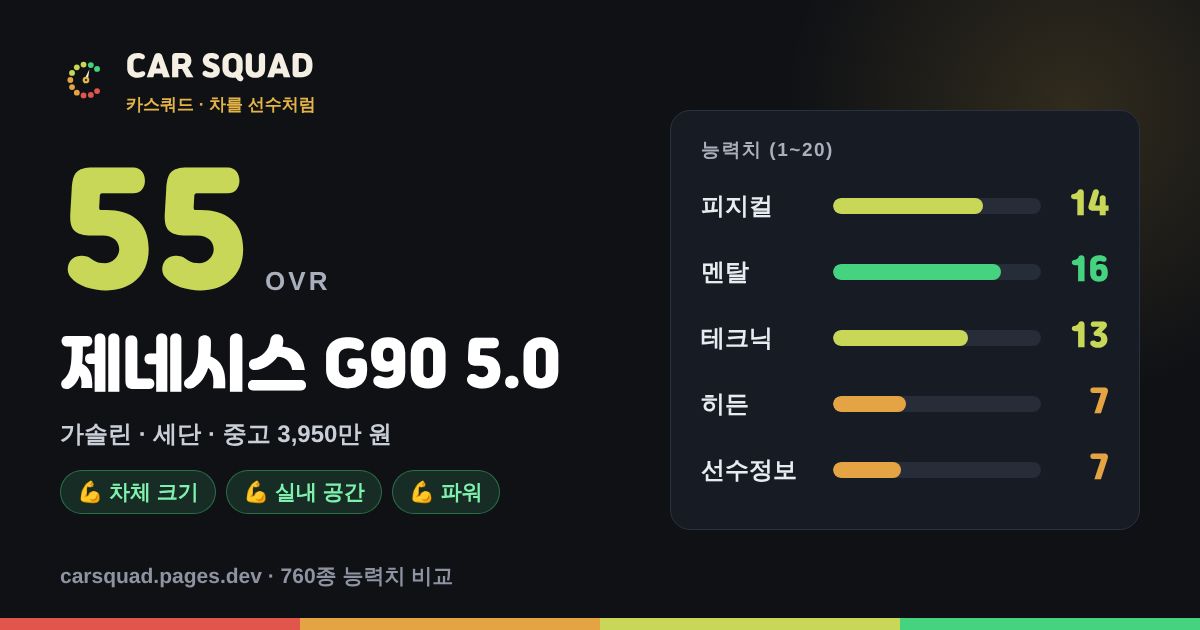 CAR SQUAD
카스쿼드 · 차를 선수처럼
55 OVR
제네시스 G90 5.0
가솔린 · 세단 · 중고 3,950만 원
💪 차체 크기 💪 실내 공간 💪 파워
carsquad.pages.dev · 760종 능력치 비교
능력치 (1~20)
피지컬 14
멘탈 16
테크닉 13
히든 7
선수정보 7